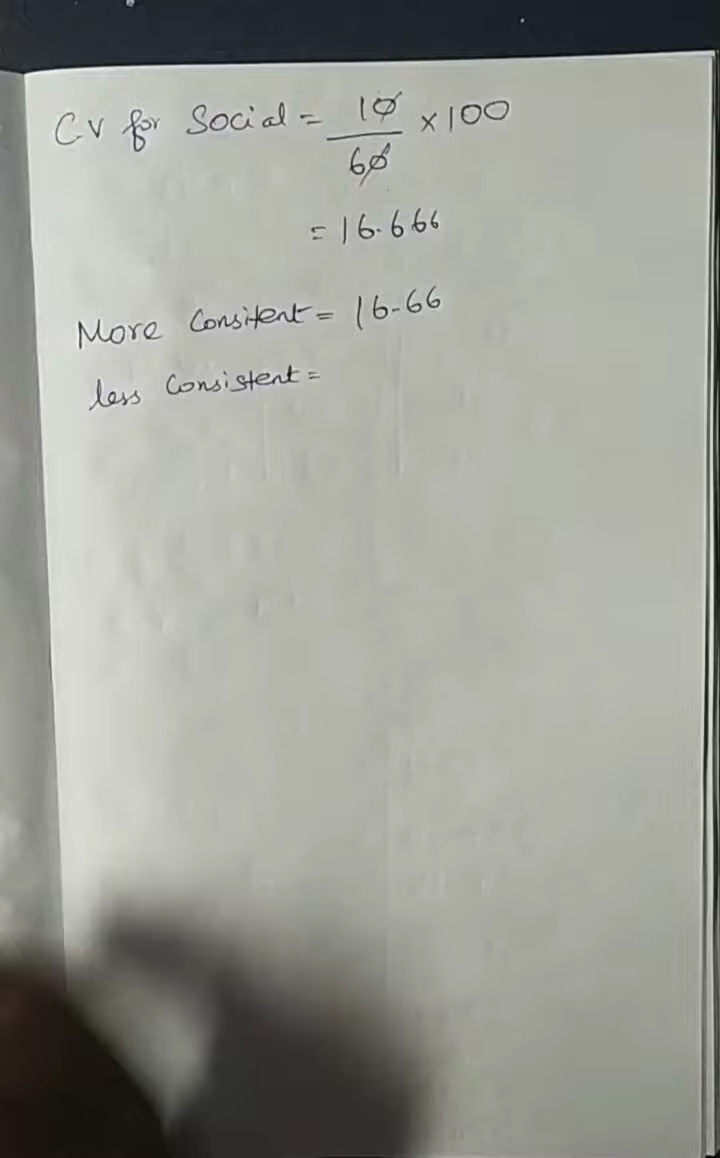 CV for Social = 10/60 ×100
= 16.666
More Consitent = 16.66
less Consistent =